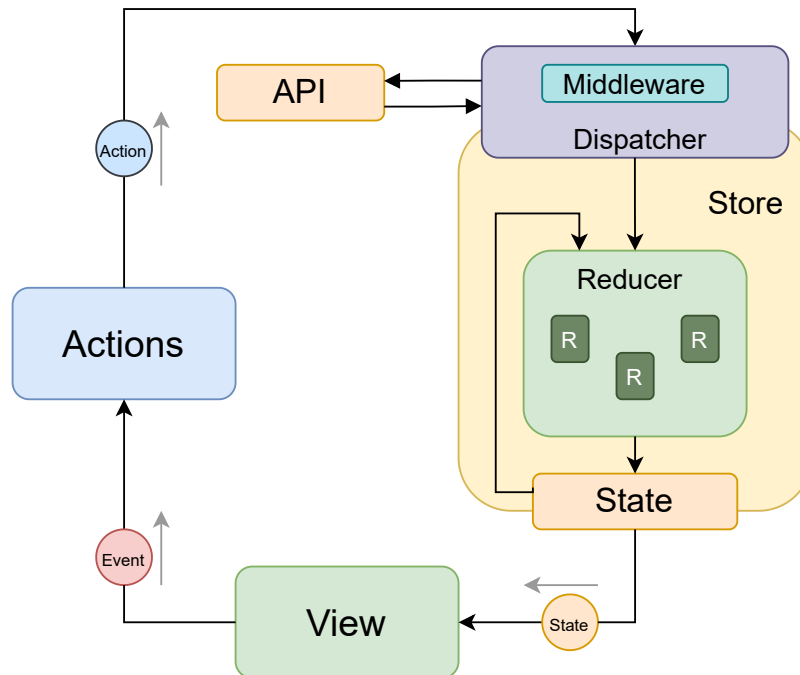 Middleware
API
Dispatcher
Action
Store
Reducer
R
R
R
Actions
State
Event
View
State